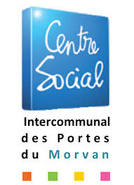 Centre
Social
Intercommunal
des Portes
du Morvan